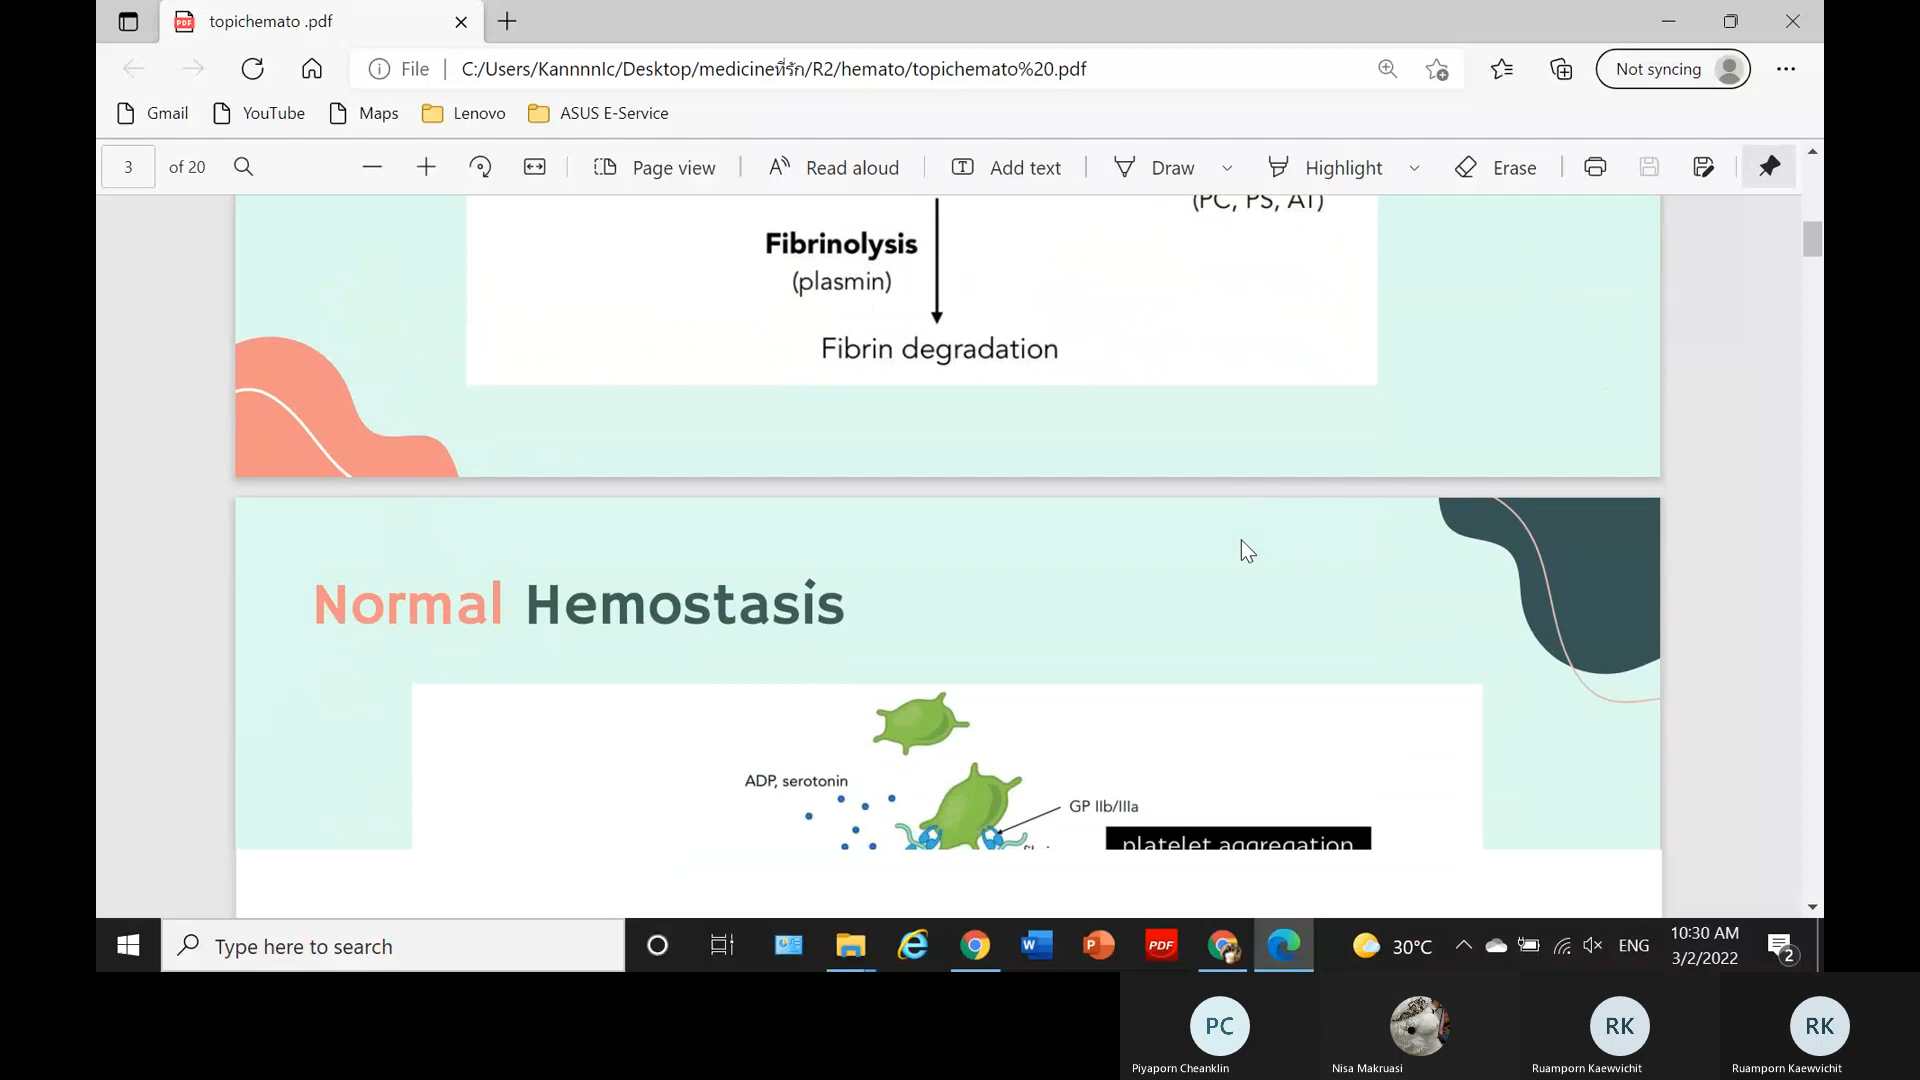 topichemato .pdf
File
C:/Users/KannnnIc/Desktop/medicineที่รัก/R2/hemato/topichemato%20.pdf
Not syncing
Gmail
YouTube
Maps
Lenovo
ASUS E-Service
3 of 20
Page view
Read aloud
Add text
Draw
Highlight
Erase
(PC, PS, AT)
Fibrinolysis
(plasmin)
Fibrin degradation
Normal Hemostasis
ADP, serotonin
GP IIb/IIIa
platelet aggregation
Type here to search
PDF
30°C
ENG
10:30 AM
3/2/2022
2
PC
RK
RK
Piyaporn Cheanklin
Nisa Makruasi
Ruamporn Kaewvichit
Ruamporn Kaewvichit